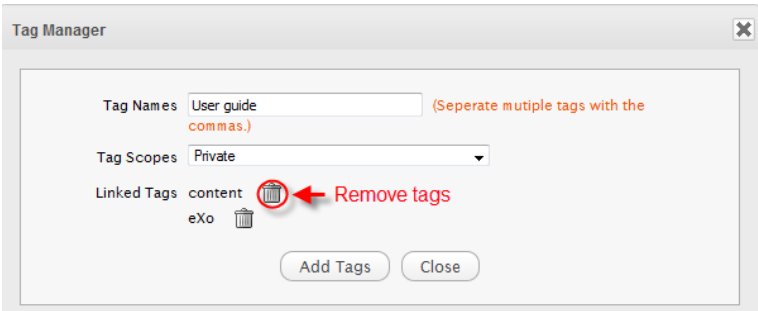 Tag Manager
Tag Names User guide (Seperate mutiple tags with the
commas.)
Tag Scopes Private
Linked Tags content Remove tags
eXo
Add Tags Close